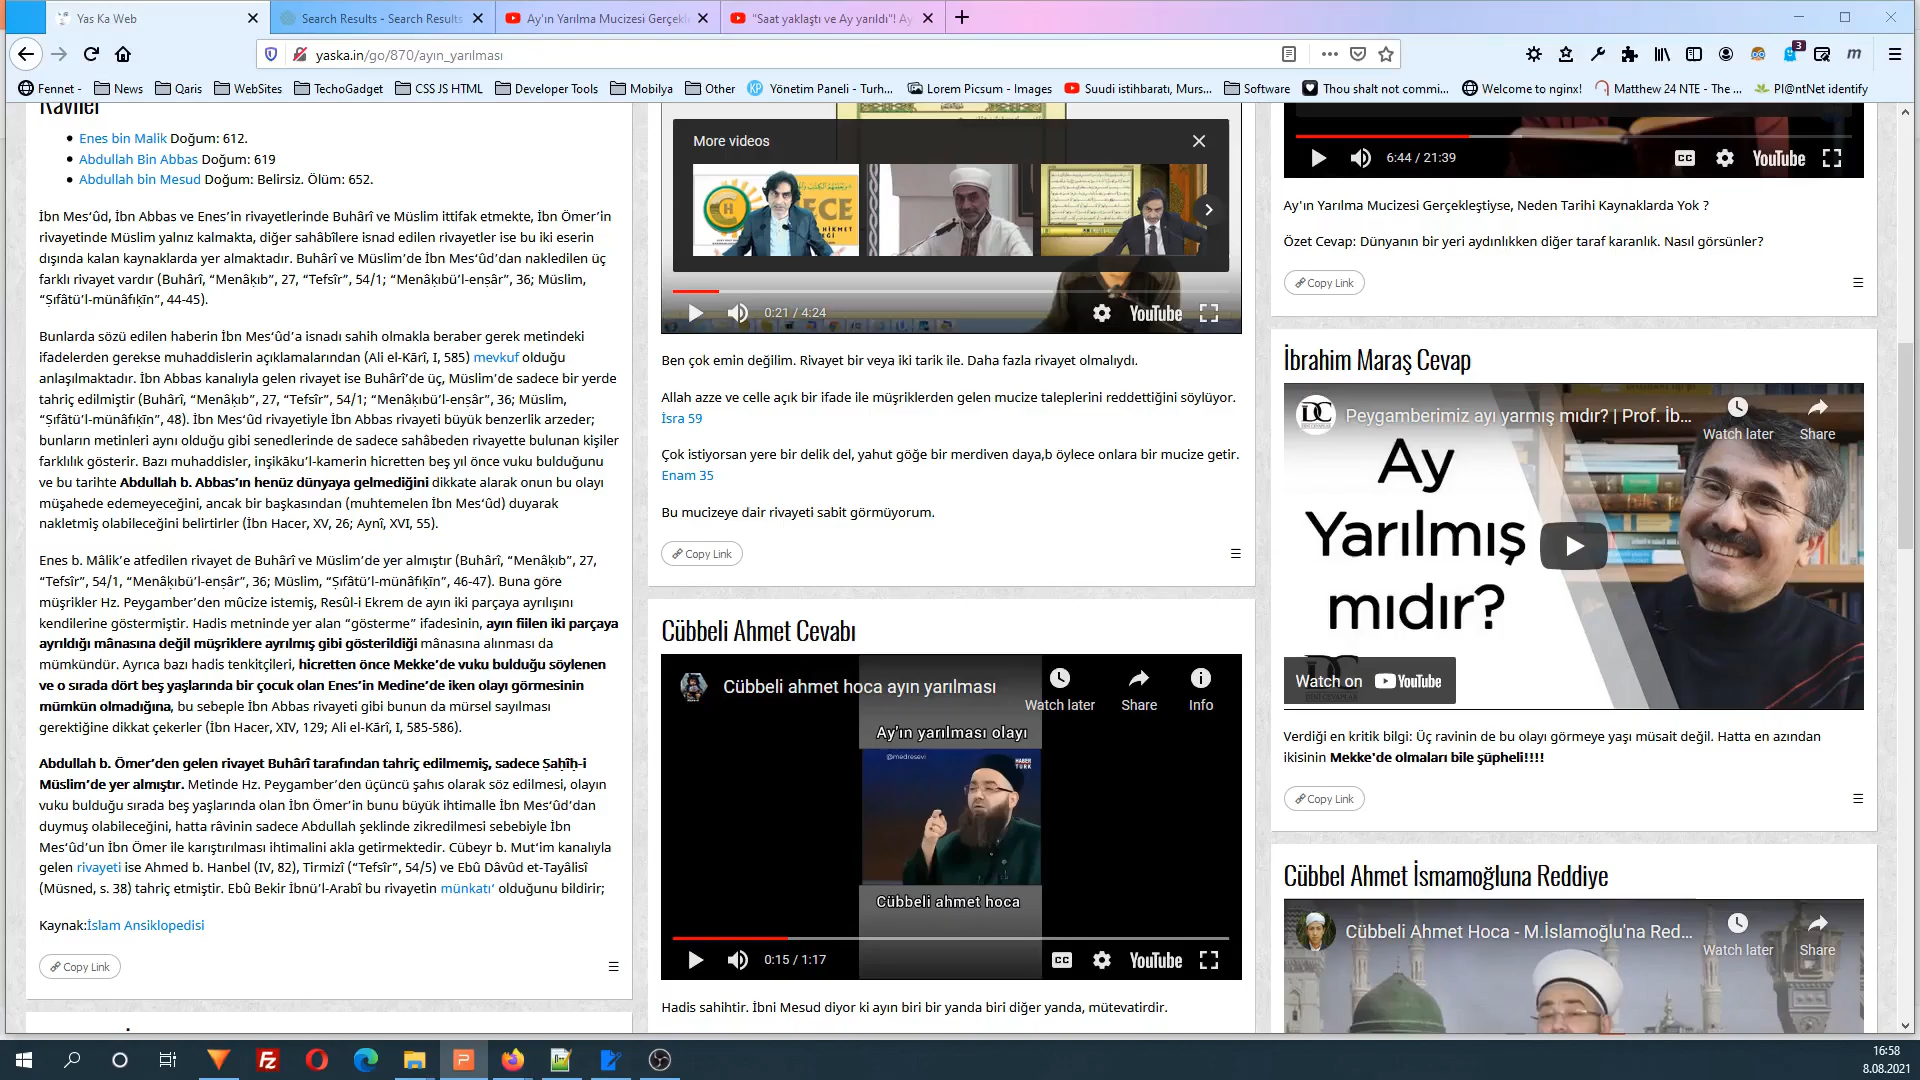 Yas Ka Web
Search Results - Search Results
Ay'ın Yarılma Mucizesi Gerçekle
"Saat yaklaştı ve Ay yarıldı"! Ay
yaska.in/go/870/ayın_yarılması
3
Fennet -
News
Qaris
WebSites
TechoGadget
CSS JS HTML
Developer Tools
Mobilya
Other
Yönetim Paneli - Turh...
Lorem Picsum - Images
Suudi istihbaratı, Murs...
Software
Thou shalt not commi...
Welcome to nginx!
Matthew 24 NTE - The ...
Pl@ntNet identify
Raviler
Enes bin Malik Doğum: 612.
Abdullah Bin Abbas Doğum: 619
Abdullah bin Mesud Doğum: Belirsiz. Ölüm: 652.
İbn Mes‘ûd, İbn Abbas ve Enes’in rivayetlerinde Buhârî ve Müslim ittifak etmekte, İbn Ömer’in
rivayetinde Müslim yalnız kalmakta, diğer sahâbîlere isnad edilen rivayetler ise bu iki eserin
dışında kalan kaynaklarda yer almaktadır. Buhârî ve Müslim’de İbn Mes‘ûd’dan nakledilen üç
farklı rivayet vardır (Buhârî, “Menâḳıb”, 27, “Tefsîr”, 54/1; “Menâḳıbü’l-enṣâr”, 36; Müslim,
“Ṣıfâtü’l-münâfıḳīn”, 44-45).
Bunlarda sözü edilen haberin İbn Mes‘ûd’a isnadı sahih olmakla beraber gerek metindeki
ifadelerden gerekse muhaddislerin açıklamalarından (Ali el-Kārî, I, 585) mevkuf olduğu
anlaşılmaktadır. İbn Abbas kanalıyla gelen rivayet ise Buhârî’de üç, Müslim’de sadece bir yerde
tahriç edilmiştir (Buhârî, “Menâḳıb”, 27, “Tefsîr”, 54/1; “Menâḳıbü’l-enṣâr”, 36; Müslim,
“Ṣıfâtü’l-münâfıḳīn”, 48). İbn Mes‘ûd rivayetiyle İbn Abbas rivayeti büyük benzerlik arzeder;
bunların metinleri aynı olduğu gibi senedlerinde de sadece sahâbeden rivayette bulunan kişiler
farklılık gösterir. Bazı muhaddisler, inşikāku’l-kamerin hicretten beş yıl önce vuku bulduğunu
ve bu tarihte Abdullah b. Abbas’ın henüz dünyaya gelmediğini dikkate alarak onun bu olayı
müşahede edemeyeceğini, ancak bir başkasından (muhtemelen İbn Mes‘ûd) duyarak
nakletmiş olabileceğini belirtirler (İbn Hacer, XV, 26; Aynî, XVI, 55).
Enes b. Mâlik’e atfedilen rivayet de Buhârî ve Müslim’de yer almıştır (Buhârî, “Menâḳıb”, 27,
“Tefsîr”, 54/1, “Menâḳıbü’l-enṣâr”, 36; Müslim, “Ṣıfâtü’l-münâfıḳīn”, 46-47). Buna göre
müşrikler Hz. Peygamber’den mûcize istemiş, Resûl-i Ekrem de ayın iki parçaya ayrılışını
kendilerine göstermiştir. Hadis metninde yer alan “gösterme” ifadesinin, ayın fiilen iki parçaya
ayrıldığı mânasına değil müşriklere ayrılmış gibi gösterildiği mânasına alınması da
mümkündür. Ayrıca bazı hadis tenkitçileri, hicretten önce Mekke’de vuku bulduğu söylenen
ve o sırada dört beş yaşlarında bir çocuk olan Enes’in Medine’de iken olayı görmesinin
mümkün olmadığına, bu sebeple İbn Abbas rivayeti gibi bunun da mürsel sayılması
gerektiğine dikkat çekerler (İbn Hacer, XIV, 129; Ali el-Kārî, I, 585-586).
Abdullah b. Ömer’den gelen rivayet Buhârî tarafından tahriç edilmemiş, sadece Ṣaḥîḥ-i
Müslim’de yer almıştır. Metinde Hz. Peygamber’den üçüncü şahıs olarak söz edilmesi, olayın
vuku bulduğu sırada beş yaşlarında olan İbn Ömer’in bunu büyük ihtimalle İbn Mes‘ûd’dan
duymuş olabileceğini, hatta râvinin sadece Abdullah şeklinde zikredilmesi sebebiyle İbn
Mes‘ûd’un İbn Ömer ile karıştırılması ihtimalini akla getirmektedir. Cübeyr b. Mut‘im kanalıyla
gelen rivayeti ise Ahmed b. Hanbel (IV, 82), Tirmizî (“Tefsîr”, 54/5) ve Ebû Dâvûd et-Tayâlisî
(Müsned, s. 38) tahriç etmiştir. Ebû Bekir İbnü’l-Arabî bu rivayetin münkatı‘ olduğunu bildirir;
Kaynak:İslam Ansiklopedisi
Copy Link
More videos
0:21 / 4:24
YouTube
Ben çok emin değilim. Rivayet bir veya iki tarik ile. Daha fazla rivayet olmalıydı.
Allah azze ve celle açık bir ifade ile müşriklerden gelen mucize taleplerini reddettiğini söylüyor.
İsra 59
Çok istiyorsan yere bir delik del, yahut göğe bir merdiven daya,b öylece onlara bir mucize getir.
Enam 35
Bu mucizeye dair rivayeti sabit görmüyorum.
Copy Link
Cübbeli Ahmet Cevabı
Cübbeli ahmet hoca ayın yarılması
Watch later
Share
Info
Ay'ın yarılması olayı
@medresevi
HABER
TÜRK
Cübbeli ahmet hoca
0:15 / 1:17
CC
YouTube
Hadis sahihtir. İbni Mesud diyor ki ayın biri bir yanda biri diğer yanda, mütevatirdir.
6:44 / 21:39
CC
YouTube
Ay'ın Yarılma Mucizesi Gerçekleştiyse, Neden Tarihi Kaynaklarda Yok ?
Özet Cevap: Dünyanın bir yeri aydınlıkken diğer taraf karanlık. Nasıl görsünler?
Copy Link
İbrahim Maraş Cevap
DC
Peygamberimiz ayı yarmış mıdır? | Prof. İb...
Watch later
Share
Ay
Yarılmış
mıdır?
Watch on YouTube
Verdiği en kritik bilgi: Üç ravinin de bu olayı görmeye yaşı müsait değil. Hatta en azından
ikisinin Mekke'de olmaları bile şüpheli!!!!
Copy Link
Cübbel Ahmet İsmamoğluna Reddiye
Cübbeli Ahmet Hoca - M.İslamoğlu'na Red...
Watch later
Share
16:58
8.08.2021